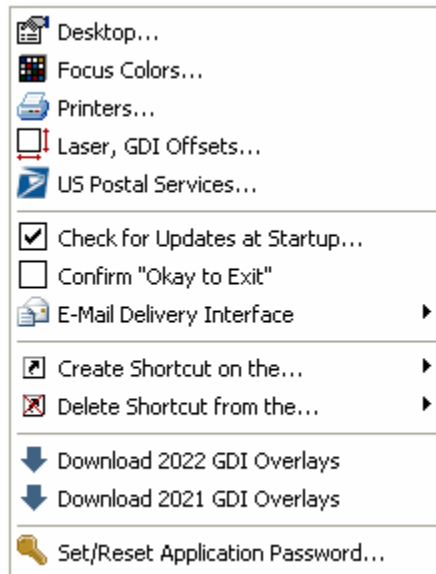 Desktop...
Focus Colors...
Printers...
Laser, GDI Offsets...
US Postal Services...
Check for Updates at Startup...
Confirm "Okay to Exit"
E-Mail Delivery Interface
Create Shortcut on the...
Delete Shortcut from the...
Download 2022 GDI Overlays
Download 2021 GDI Overlays
Set/Reset Application Password...